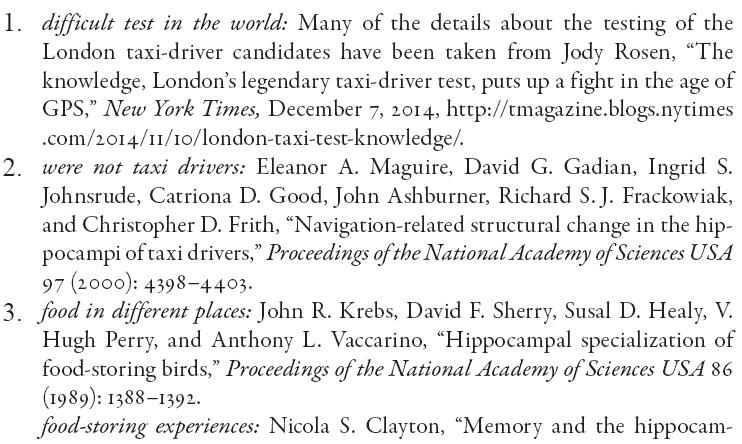 1. difficult test in the world: Many of the details about the testing of the
London taxi-driver candidates have been taken from Jody Rosen, “The
knowledge, London’s legendary taxi-driver test, puts up a fight in the age of
GPS,” New York Times, December 7, 2014, http://tmagazine.blogs.nytimes
.com/2014/11/10/london-taxi-test-knowledge/.
2. were not taxi drivers: Eleanor A. Maguire, David G. Gadian, Ingrid S.
Johnsrude, Catriona D. Good, John Ashburner, Richard S. J. Frackowiak,
and Christopher D. Frith, “Navigation-related structural change in the hip-
pocampi of taxi drivers,” Proceedings of the National Academy of Sciences USA
97 (2000): 4398–4403.
3. food in different places: John R. Krebs, David F. Sherry, Susal D. Healy, V.
Hugh Perry, and Anthony L. Vaccarino, “Hippocampal specialization of
food-storing birds,” Proceedings of the National Academy of Sciences USA 86
(1989): 1388–1392.
food-storing experiences: Nicola S. Clayton, “Memory and the hippocam-